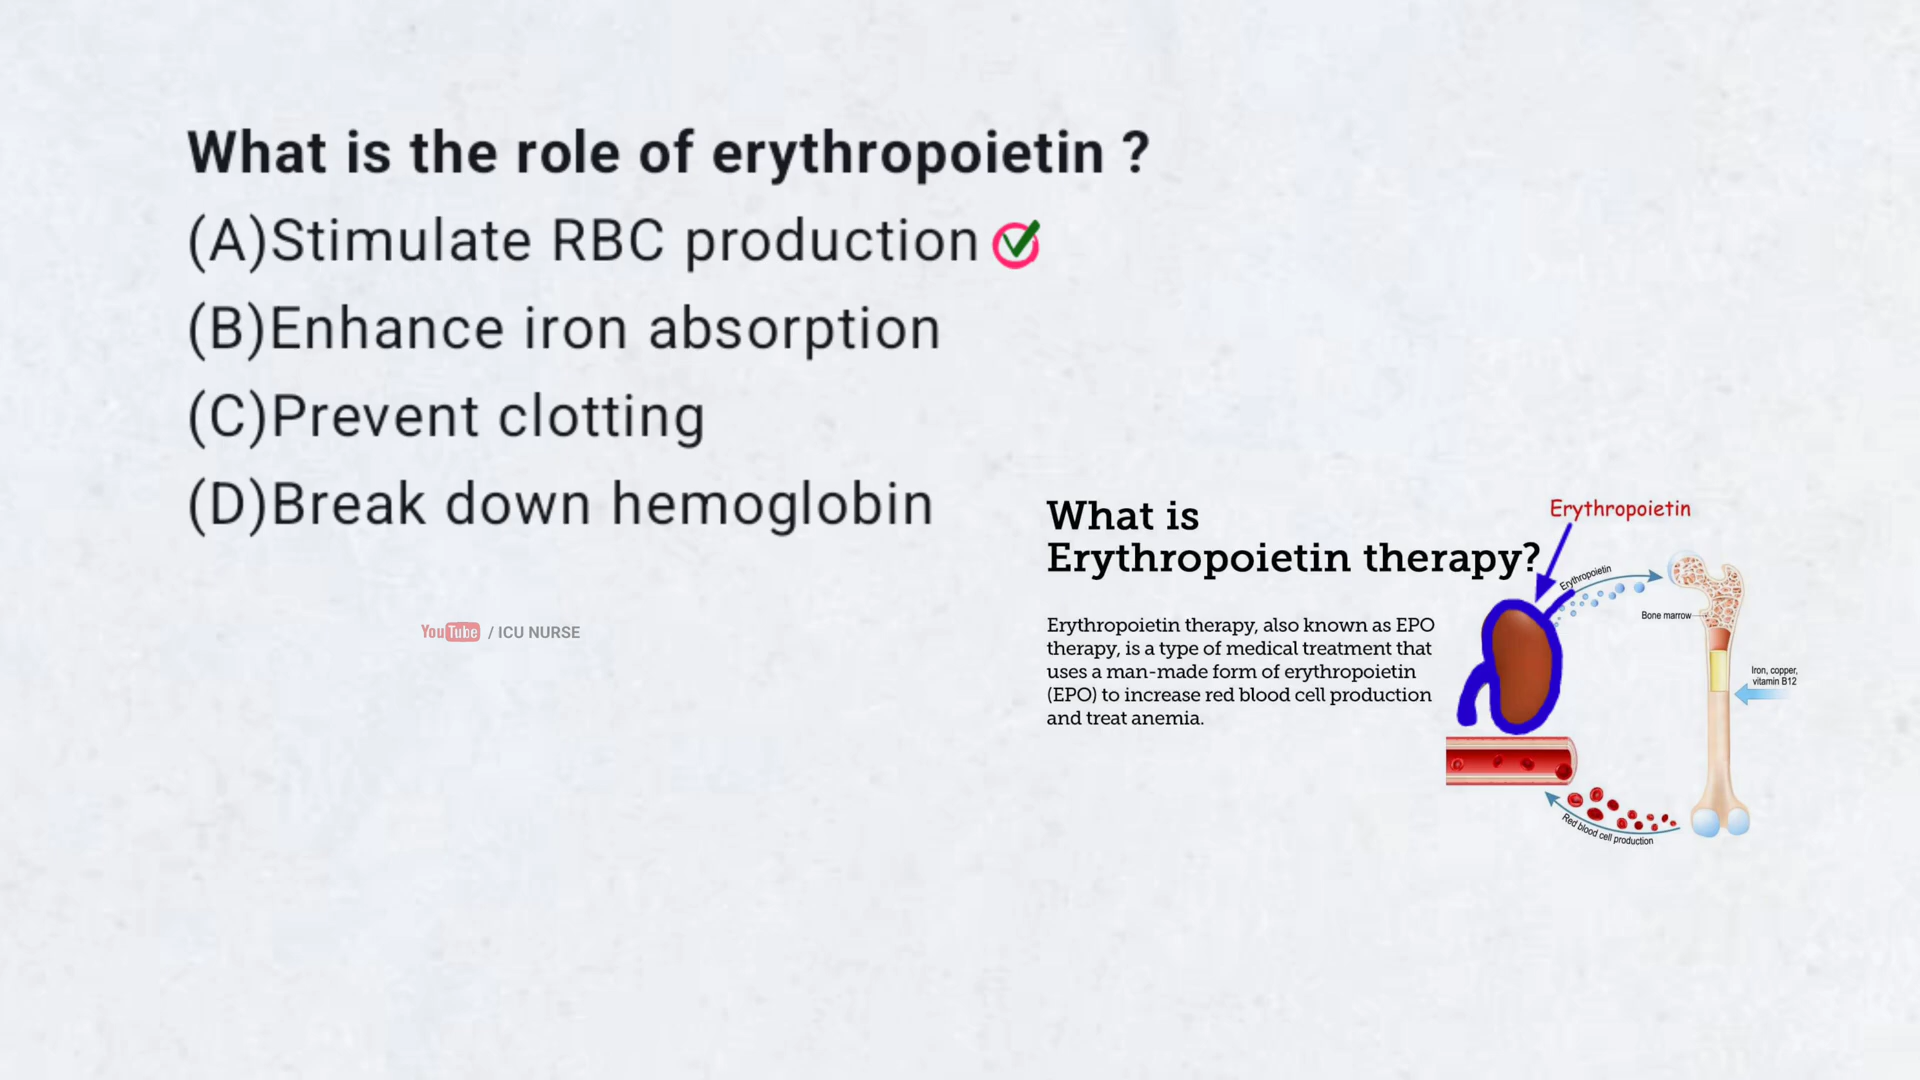 What is the role of erythropoietin ?
(A)Stimulate RBC production
(B)Enhance iron absorption
(C)Prevent clotting
(D)Break down hemoglobin
YouTube / ICU NURSE
What is
Erythropoietin therapy?
Erythropoietin therapy, also known as EPO
therapy, is a type of medical treatment that
uses a man-made form of erythropoietin
(EPO) to increase red blood cell production
and treat anemia.
Erythropoietin
Erythropoietin
Bone marrow
Iron, copper,
vitamin B12
Red blood cell production